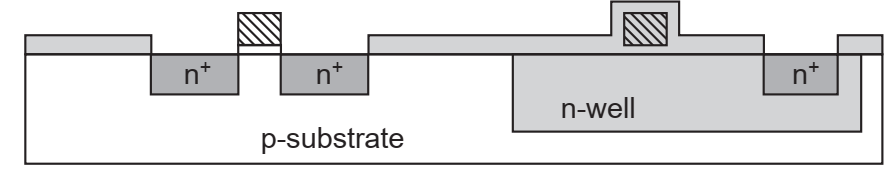 n⁺ n⁺ n⁺
n-well
p-substrate